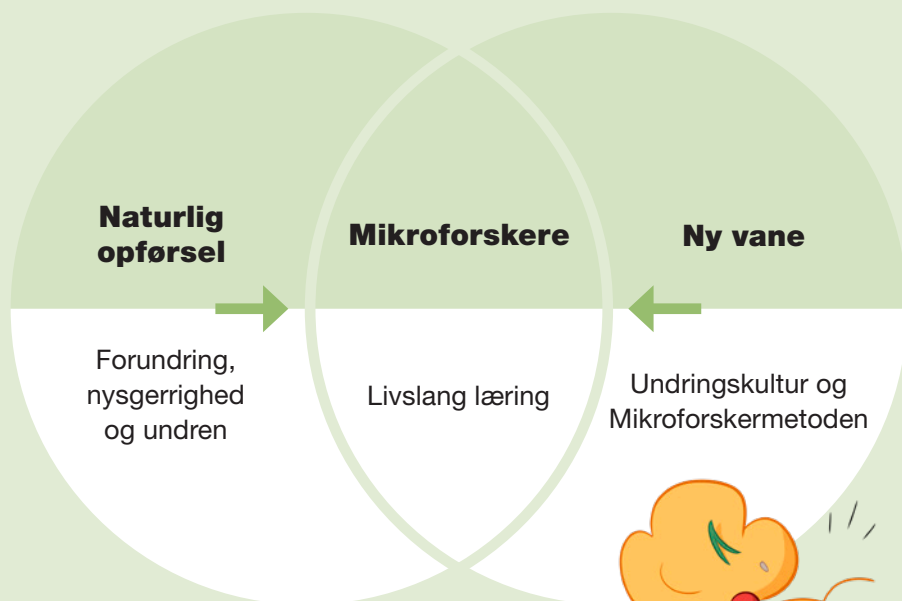 Naturlig
opførsel
Mikroforskere
Ny vane
Forundring,
nysgerrighed
og undren
Livslang læring
Undringskultur og
Mikroforskermetoden